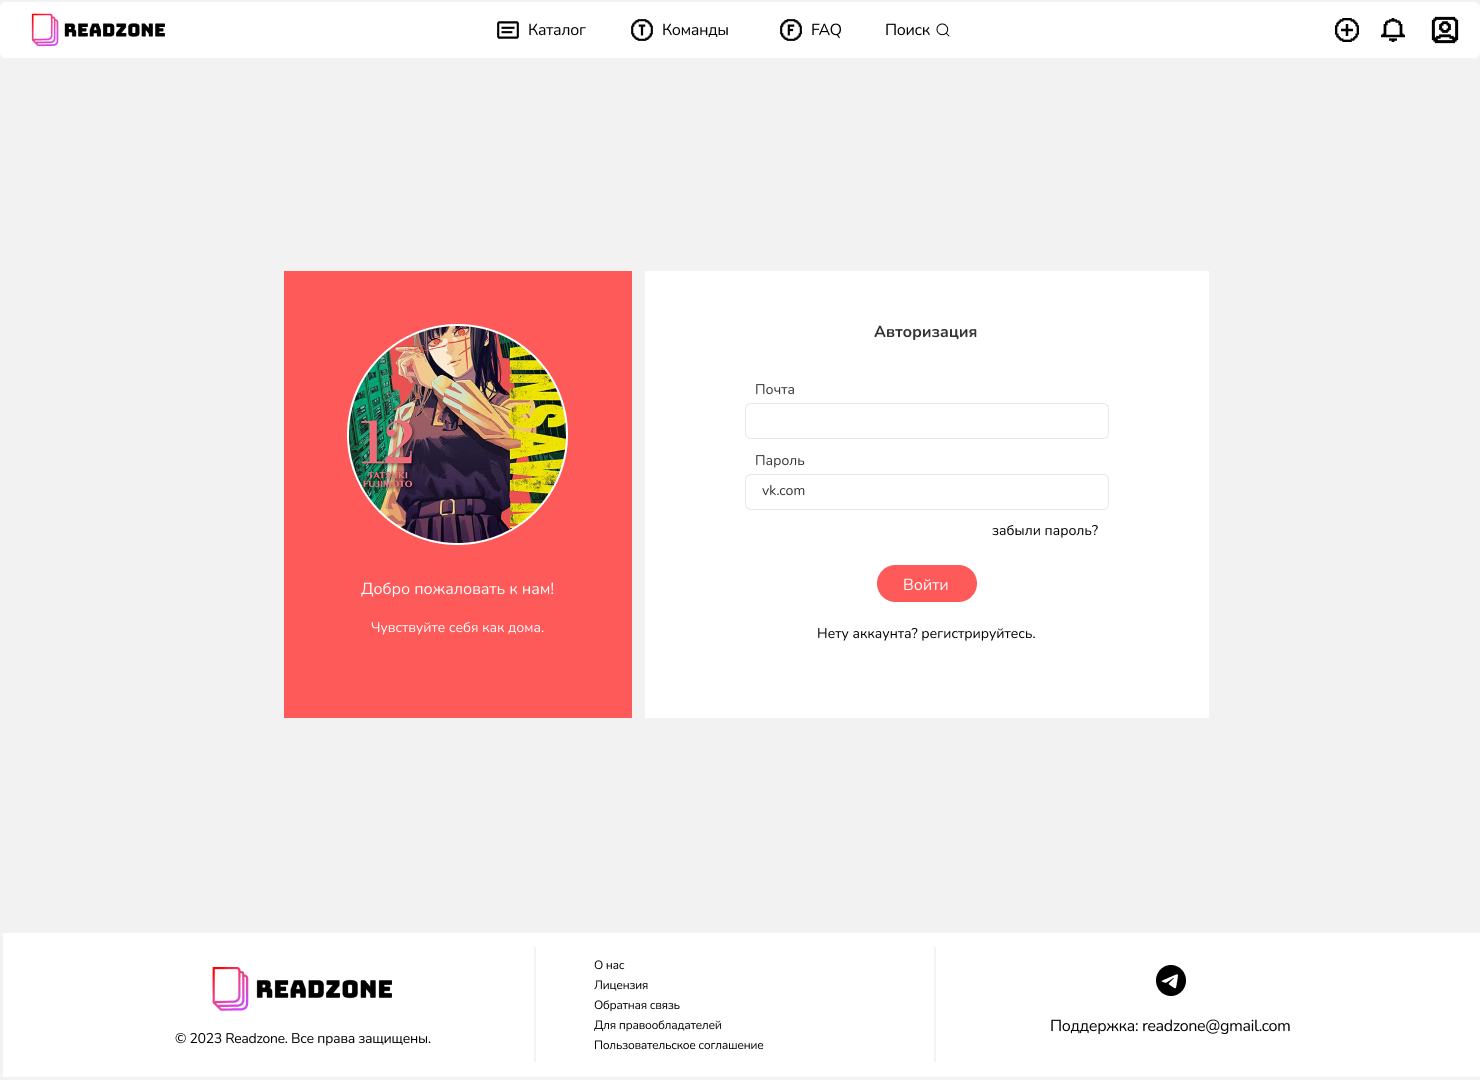 READZONE
Каталог
Команды
FAQ
Поиск
Авторизация
Почта
Пароль
vk.com
забыли пароль?
Войти
Нету аккаунта? регистрируйтесь.
12
TATSUKI
FUJIMOTO
Добро пожаловать к нам!
Чувствуйте себя как дома.
READZONE
© 2023 Readzone. Все права защищены.
О нас
Лицензия
Обратная связь
Для правообладателей
Пользовательское соглашение
Поддержка: readzone@gmail.com